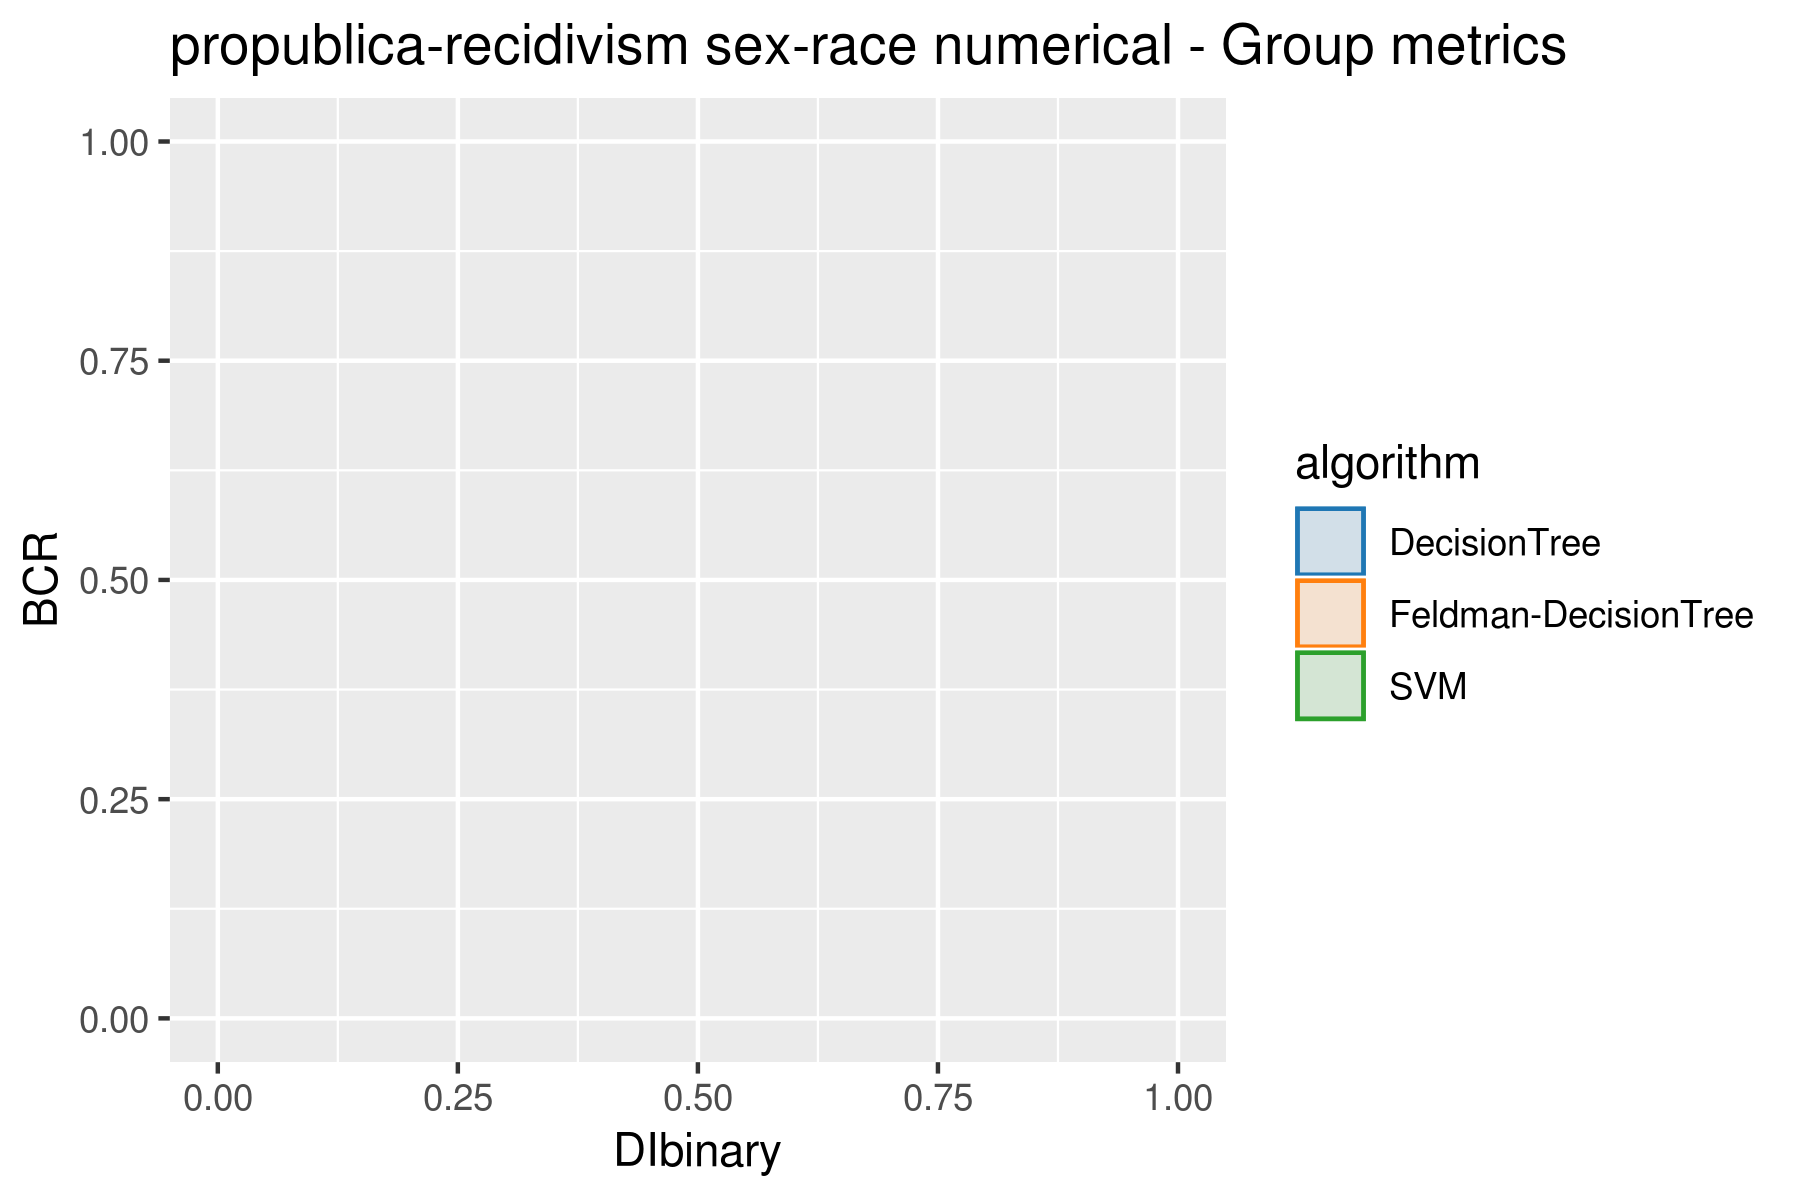 propublica-recidivism sex-race numerical - Group metrics
1.00
0.75
0.50
0.25
0.00
BCR
0.00 0.25 0.50 0.75 1.00
DIbinary
algorithm
DecisionTree
Feldman-DecisionTree
SVM